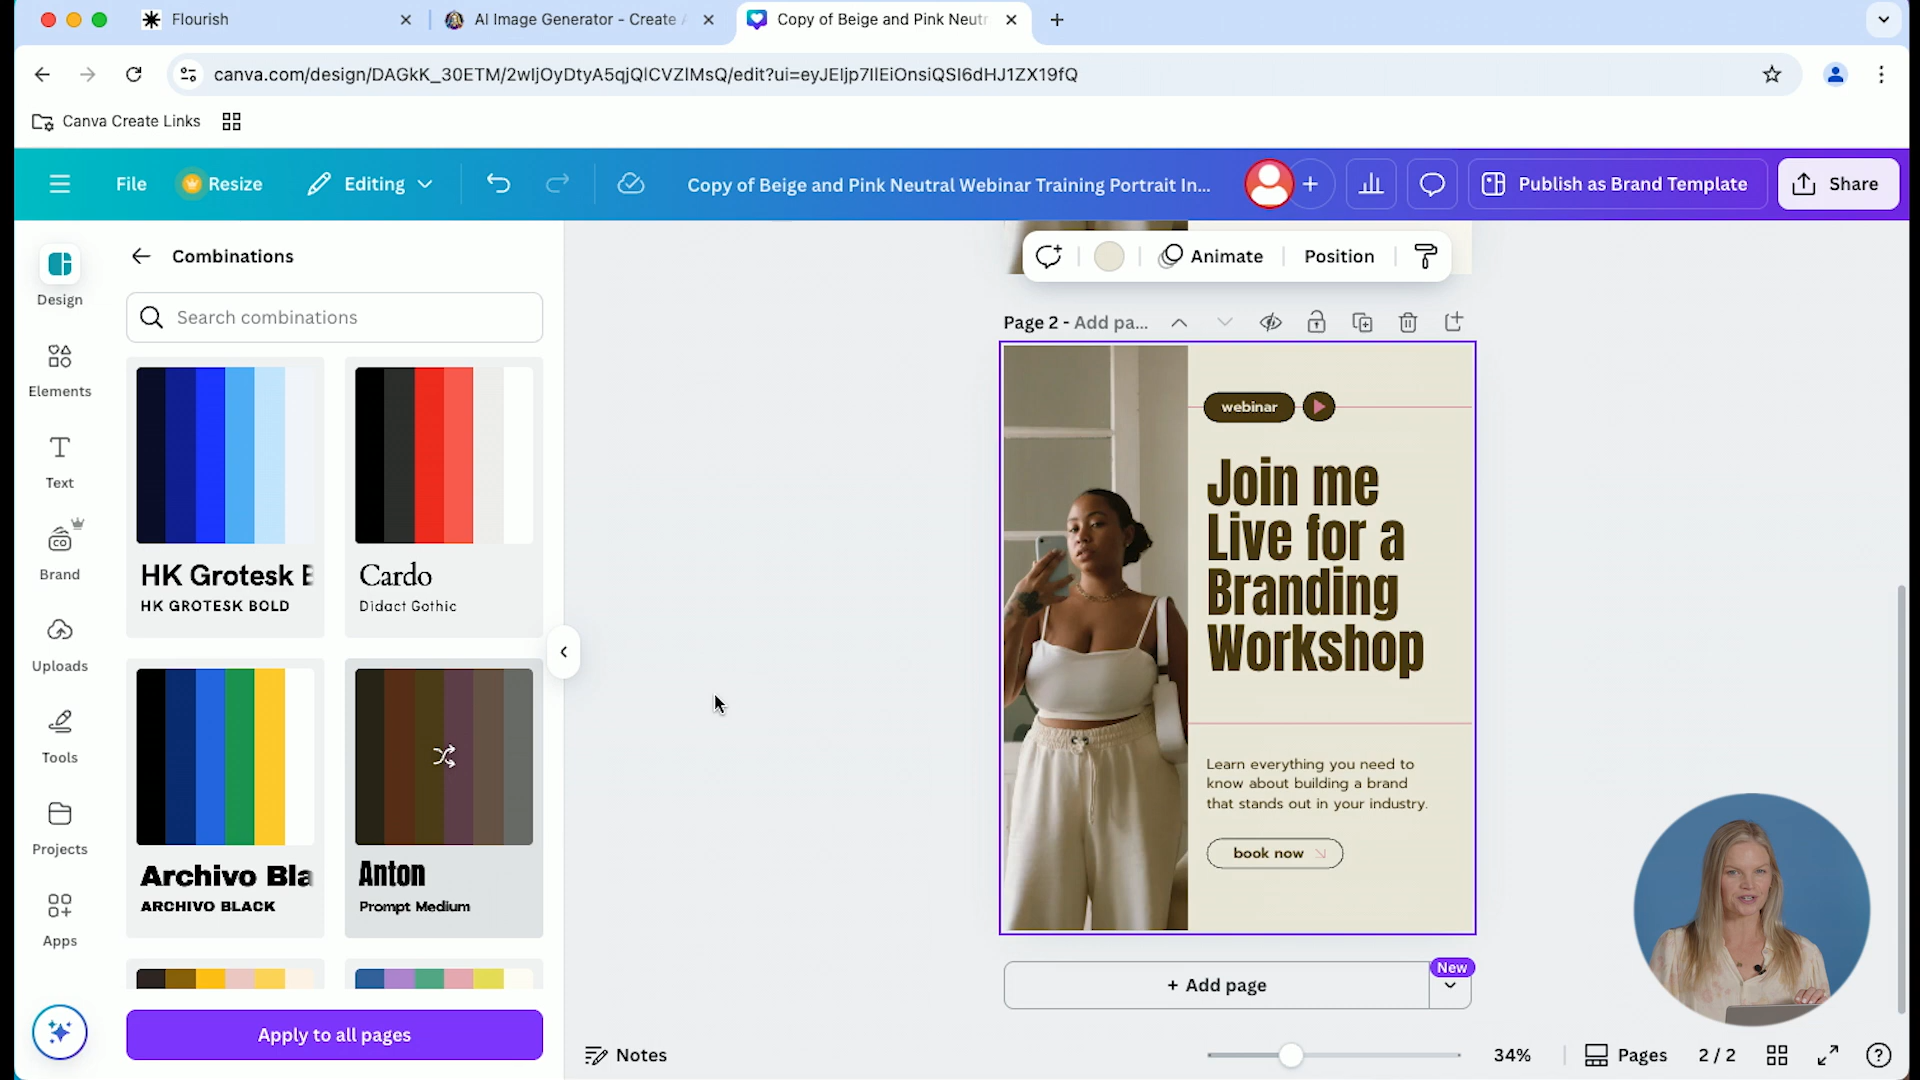 Flourish
AI Image Generator - Create
Copy of Beige and Pink Neutr
canva.com/design/DAGkK_30ETM/2wIjOyDtyA5qjQlCVZlMsQ/edit?ui=eyJEIjp7IlEiOnsiQSI6dHJ1ZX19fQ
Canva Create Links
File
Resize
Editing
Copy of Beige and Pink Neutral Webinar Training Portrait In...
Publish as Brand Template
Share
Design
Elements
Text
Brand
Uploads
Tools
Projects
Apps
Combinations
Search combinations
HK Grotesk B
HK GROTESK BOLD
Cardo
Didact Gothic
Archivo Bla
ARCHIVO BLACK
Anton
Prompt Medium
Apply to all pages
Animate
Position
Page 2 - Add pa...
webinar
Join me
Live for a
Branding
Workshop
Learn everything you need to
know about building a brand
that stands out in your industry.
book now
New
+ Add page
Notes
34%
Pages
2 / 2